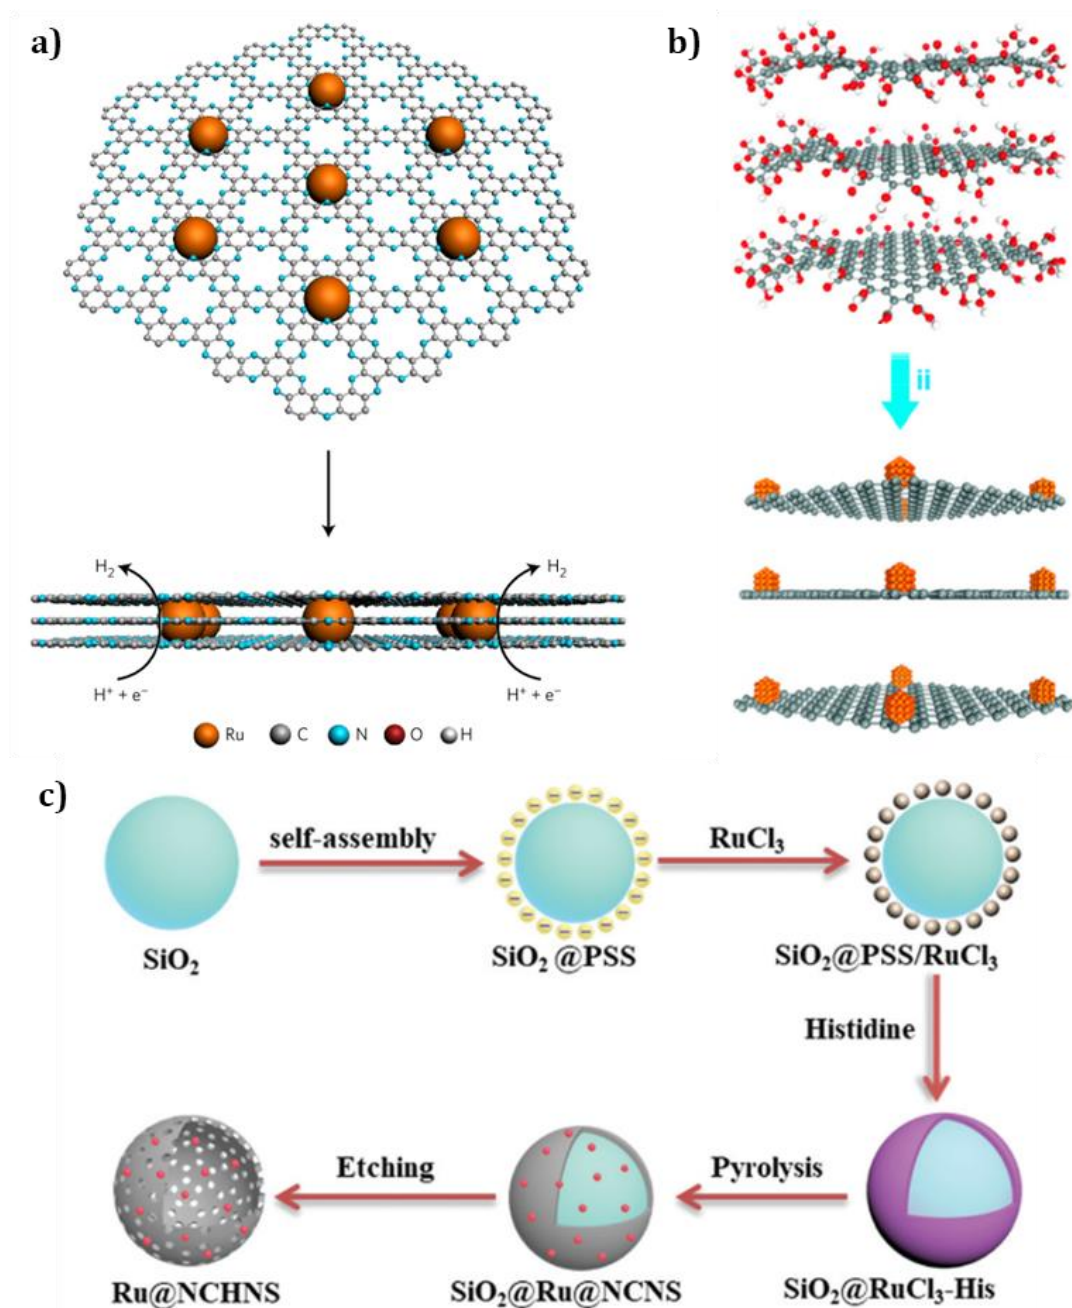 a)
b)
ii
H₂
H₂
H⁺ + e⁻
H⁺ + e⁻
Ru C N O H
c)
self-assembly
RuCl₃
SiO₂
SiO₂@PSS
SiO₂@PSS/RuCl₃
Histidine
Etching
Pyrolysis
Ru@NCHNS
SiO₂@Ru@NCNS
SiO₂@RuCl₃-His